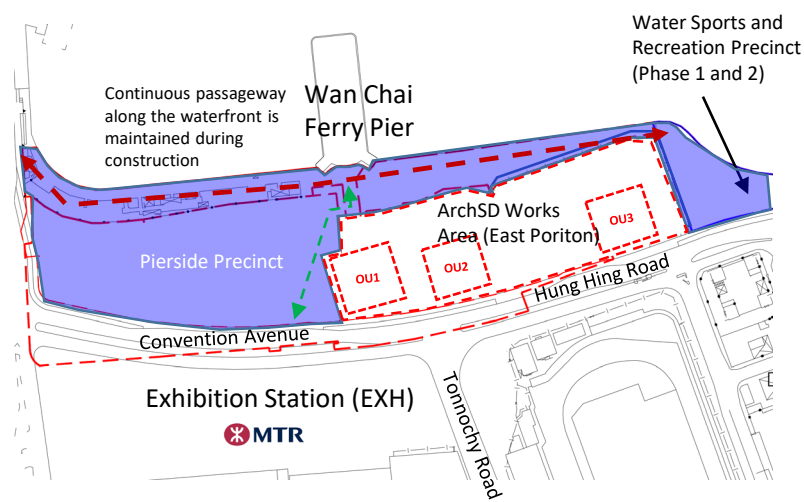 Water Sports and
Recreation Precinct
(Phase 1 and 2)
Continuous passageway
along the waterfront is
maintained during
construction
Wan Chai
Ferry Pier
ArchSD Works
Area (East Poriton)
Pierside Precinct
OU1
OU2
OU3
Hung Hing Road
Convention Avenue
Tonnochy Road
Exhibition Station (EXH)
MTR